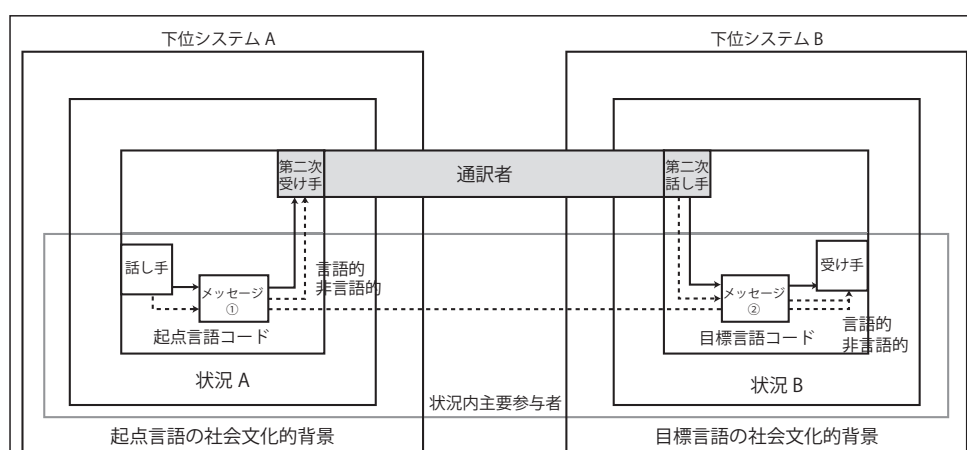 下位システム A
下位システム B
第二次
受け手
通訳者
第二次
話し手
話し手
メッセージ
①
言語的
非言語的
起点言語コード
受け手
メッセージ
②
言語的
非言語的
目標言語コード
状況 A
状況 B
状況内主要参与者
起点言語の社会文化的背景
目標言語の社会文化的背景